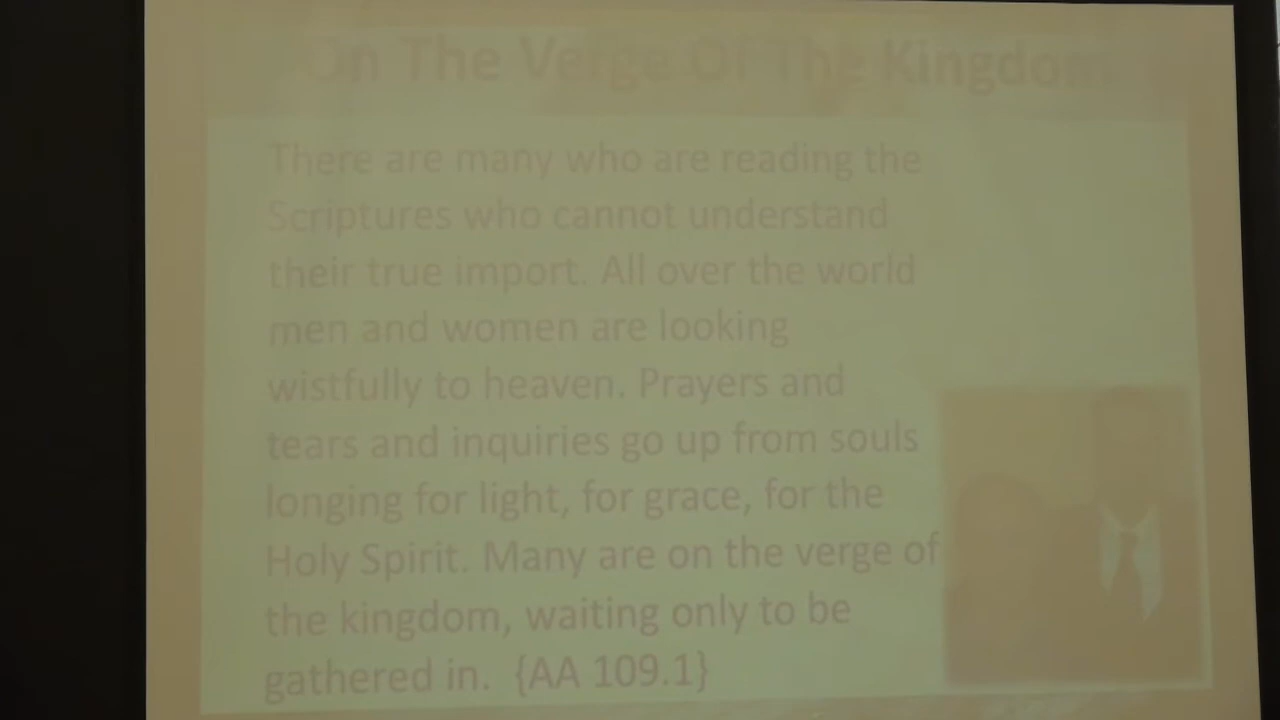 On The Verge Of The Kingdom
There are many who are reading the
Scriptures who cannot understand
their true import. All over the world
men and women are looking
wistfully to heaven. Prayers and
tears and inquiries go up from souls
longing for light, for grace, for the
Holy Spirit. Many are on the verge of
the kingdom, waiting only to be
gathered in. {AA 109.1}